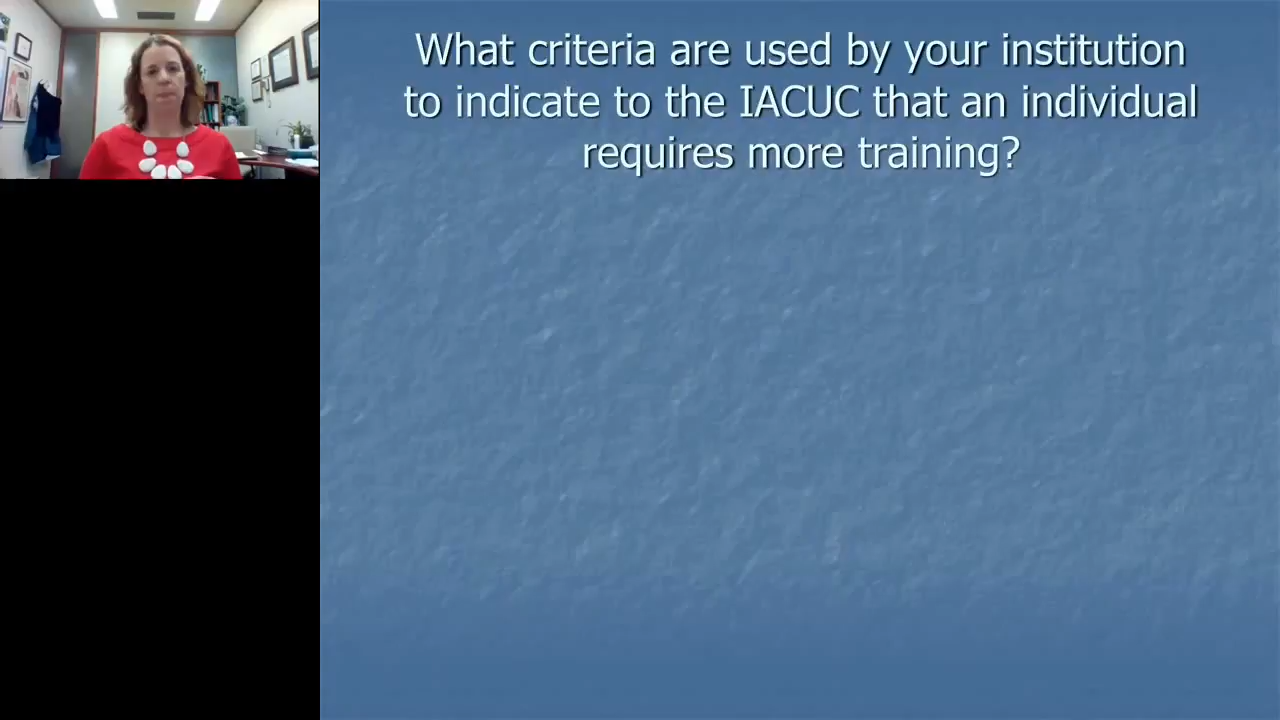 What criteria are used by your institution
to indicate to the IACUC that an individual
requires more training?